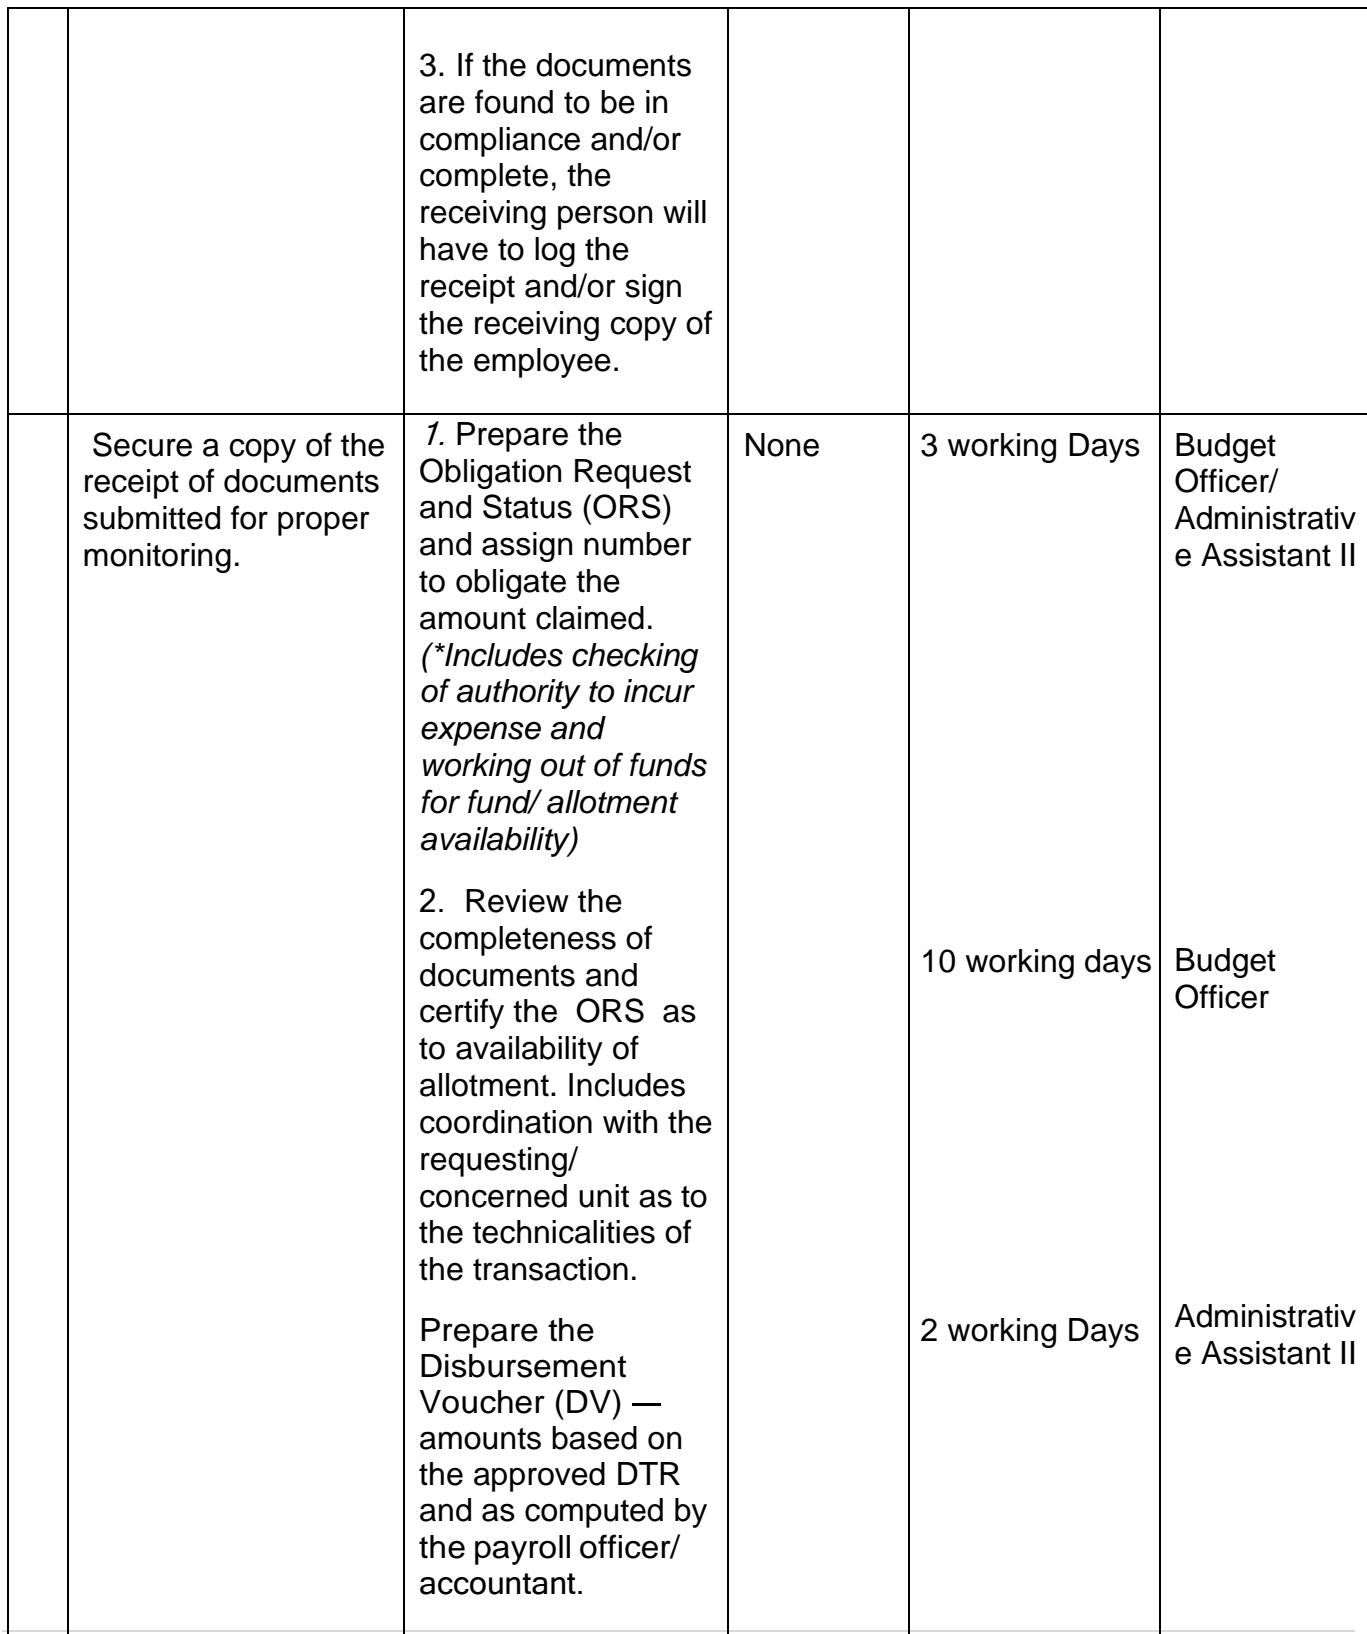 3. If the documents
are found to be in
compliance and/or
complete, the
receiving person will
have to log the
receipt and/or sign
the receiving copy of
the employee.
Secure a copy of the
receipt of documents
submitted for proper
monitoring.
1. Prepare the
Obligation Request
and Status (ORS)
and assign number
to obligate the
amount claimed.
(*Includes checking
of authority to incur
expense and
working out of funds
for fund/ allotment
availability)
2.  Review the
completeness of
documents and
certify the  ORS  as
to availability of
allotment. Includes
coordination with the
requesting/
concerned unit as to
the technicalities of
the transaction.
Prepare the
Disbursement
Voucher (DV) —
amounts based on
the approved DTR
and as computed by
the payroll officer/
accountant.
None
3 working Days
10 working days
2 working Days
Budget
Officer/
Administrativ
e Assistant II
Budget
Officer
Administrativ
e Assistant II